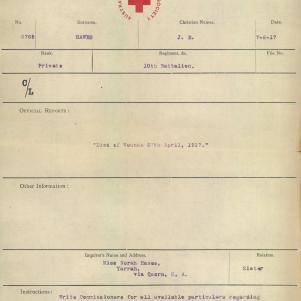 SOCIETY
No. Surname. Christian Names. Date.
HAWES J. E. 7-6-17
Rank. Regiment, &c. File No.
Private 10th Battalion.
C/L
OFFICIAL REPORTS:
"Died of Wounds 27th April, 1917."
Other Information:
Enquirer's Name and Address. Relation.
Miss Norah Hawes, Sister
Yarrah,
via Quorn, S. A.
Instructions:
Write Commissioners for all available particulars regarding